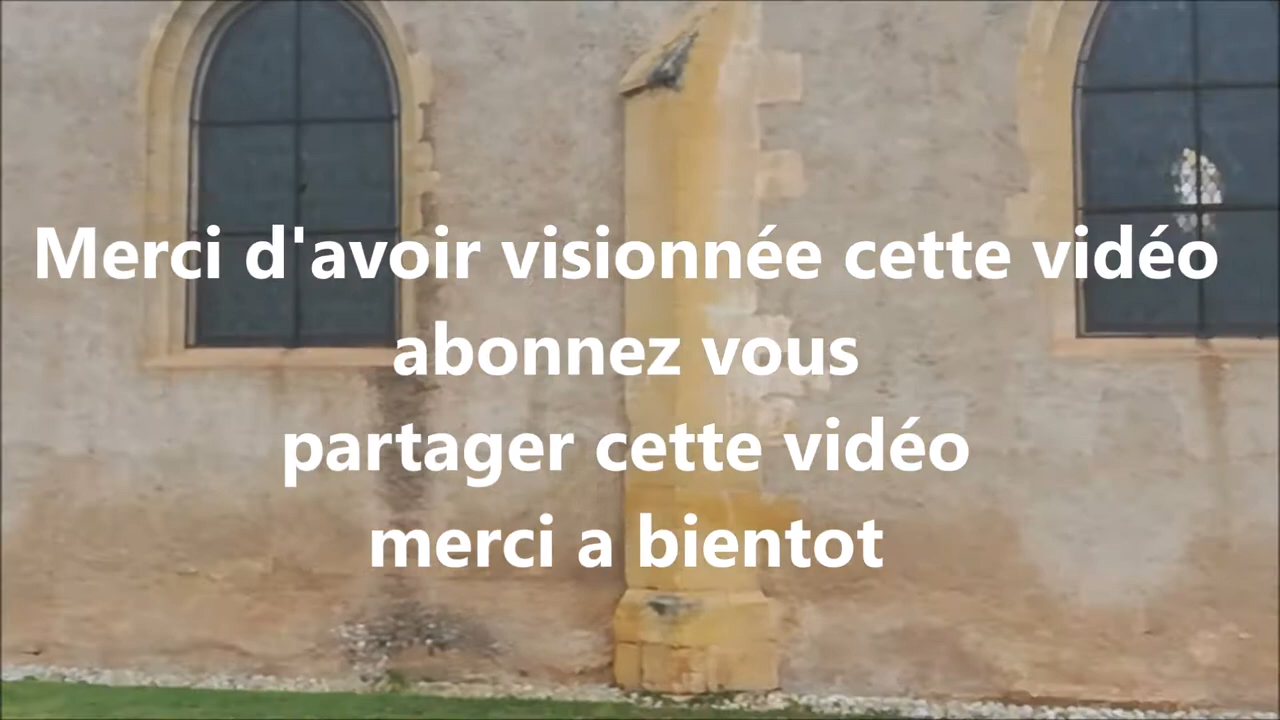 Merci d'avoir visionnée cette vidéo
abonnez vous
partager cette vidéo
merci a bientot